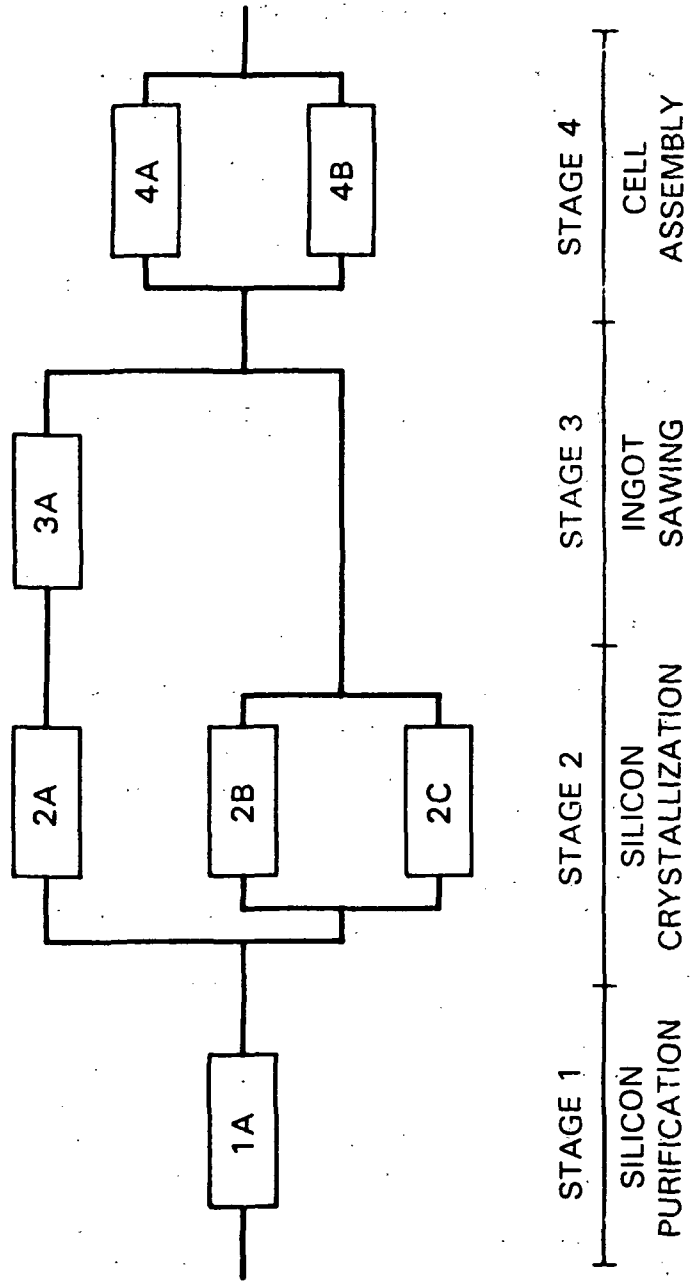 1A
2A
2B
2C
3A
4A
4B
STAGE 1
SILICON
PURIFICATION
STAGE 2
SILICON
CRYSTALLIZATION
STAGE 3
INGOT
SAWING
STAGE 4
CELL
ASSEMBLY